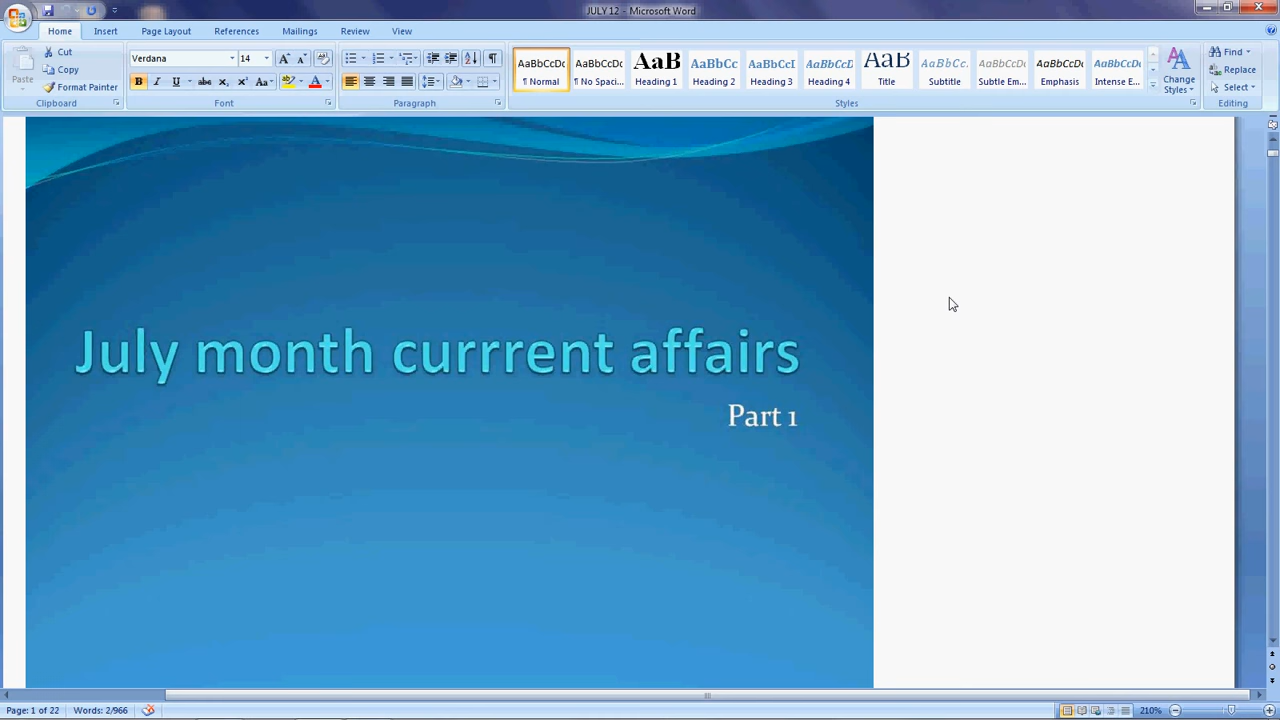 JULY 12 - Microsoft Word
Home Insert Page Layout References Mailings Review View
Paste
Cut
Copy
Format Painter
Clipboard
Verdana 14
Font
Paragraph
AaBbCcDc AaBbCcDc AaB AaBbCc AaBbCcI AaBbCcD AaB AaBbCc. AaBbCcDc AaBbCcDc AaBbCcDc
¶ Normal ¶ No Spaci... Heading 1 Heading 2 Heading 3 Heading 4 Title Subtitle Subtle Em... Emphasis Intense E...
Change
Styles
Styles
Find
Replace
Select
Editing
July month currrent affairs
Part 1
Page: 1 of 22 Words: 2/966 210%